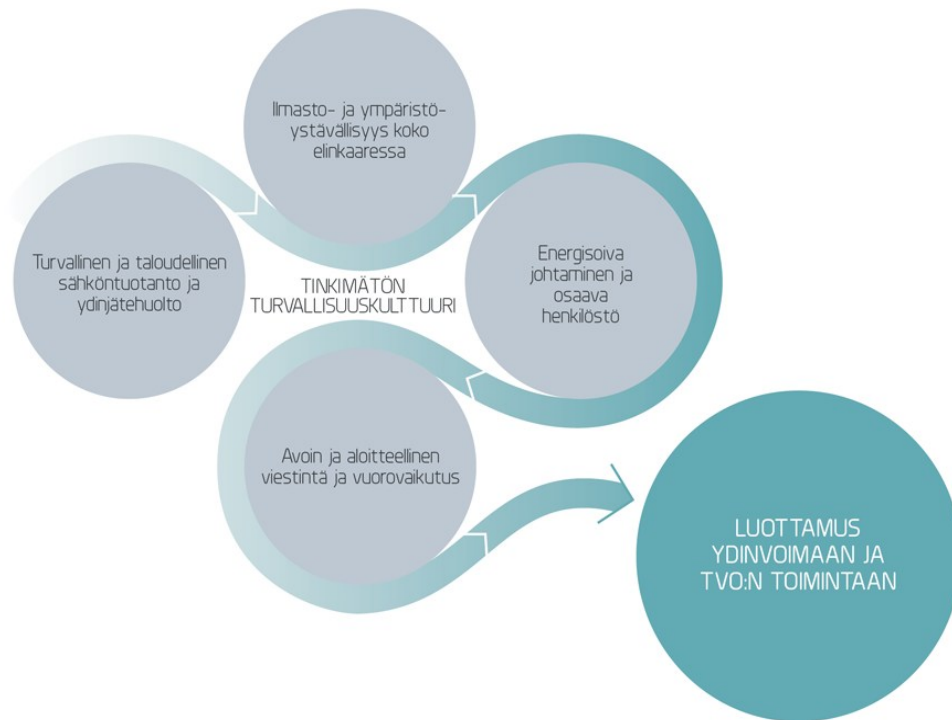 Ilmasto- ja ympäristö-
ystävällisyys koko
elinkaaressa
Turvallinen ja taloudellinen
sähköntuotanto ja
ydinjätehuolto
TINKIMÄTÖN
TURVALLISUUSKULTTUURI
Energisoiva
johtaminen ja
osaava
henkilöstö
Avoin ja aloitteellinen
viestintä ja vuorovaikutus
LUOTTAMUS
YDINVOIMAAN JA
TVO:N TOIMINTAAN